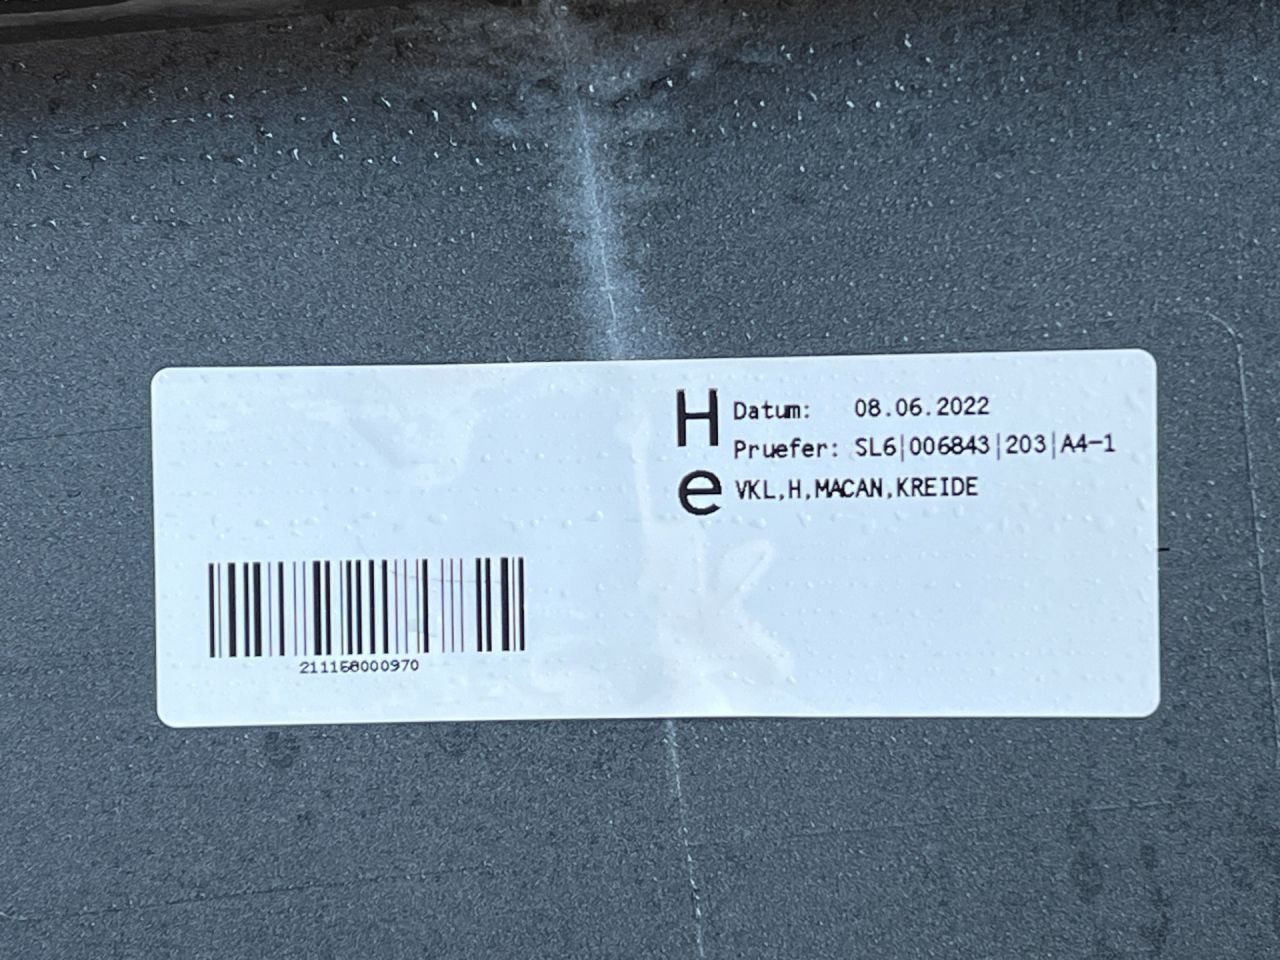 H
Datum: 08.06.2022
Pruefer: SL6|006843|203|A4-1
e
VKL,H,MACAN,KREIDE
211168000970